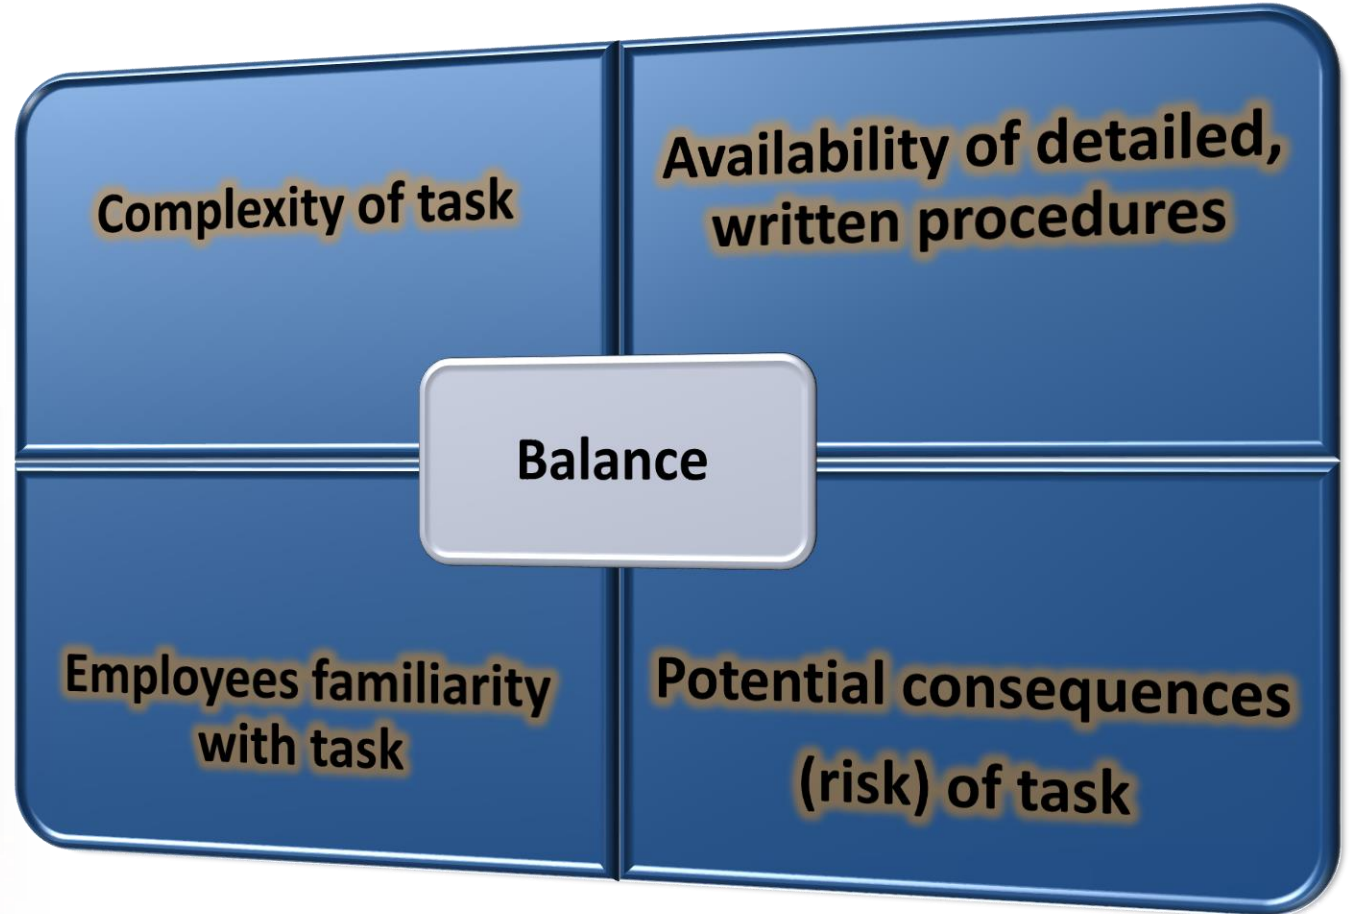 Complexity of task
Availability of detailed,
written procedures
Balance
Employees familiarity
with task
Potential consequences
(risk) of task